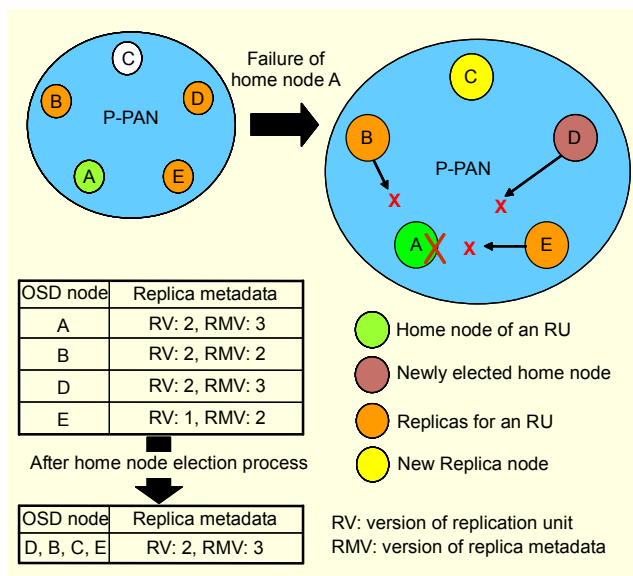 C
B
D
P-PAN
A
E
Failure of
home node A
C
B
D
P-PAN
X
X
A
X
E
OSD node Replica metadata
A RV: 2, RMV: 3
B RV: 2, RMV: 2
D RV: 2, RMV: 3
E RV: 1, RMV: 2
After home node election process
OSD node Replica metadata
D, B, C, E RV: 2, RMV: 3
Home node of an RU
Newly elected home node
Replicas for an RU
New Replica node
RV: version of replication unit
RMV: version of replica metadata